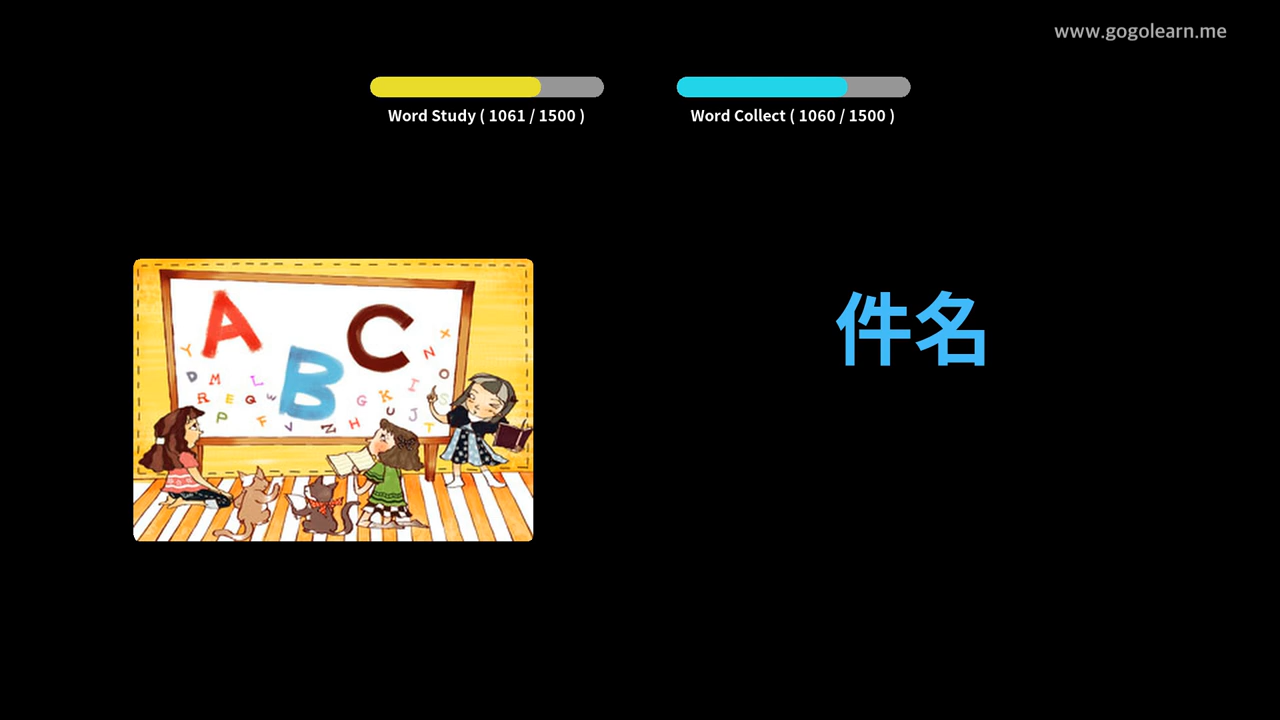 www.gogolearn.me
Word Study ( 1061 / 1500 )
Word Collect ( 1060 / 1500 )
件名
A
B
C
X
Y
N
D
M
L
O
I
R
E
Q
W
G
K
S
P
F
V
Z
H
U
J
T